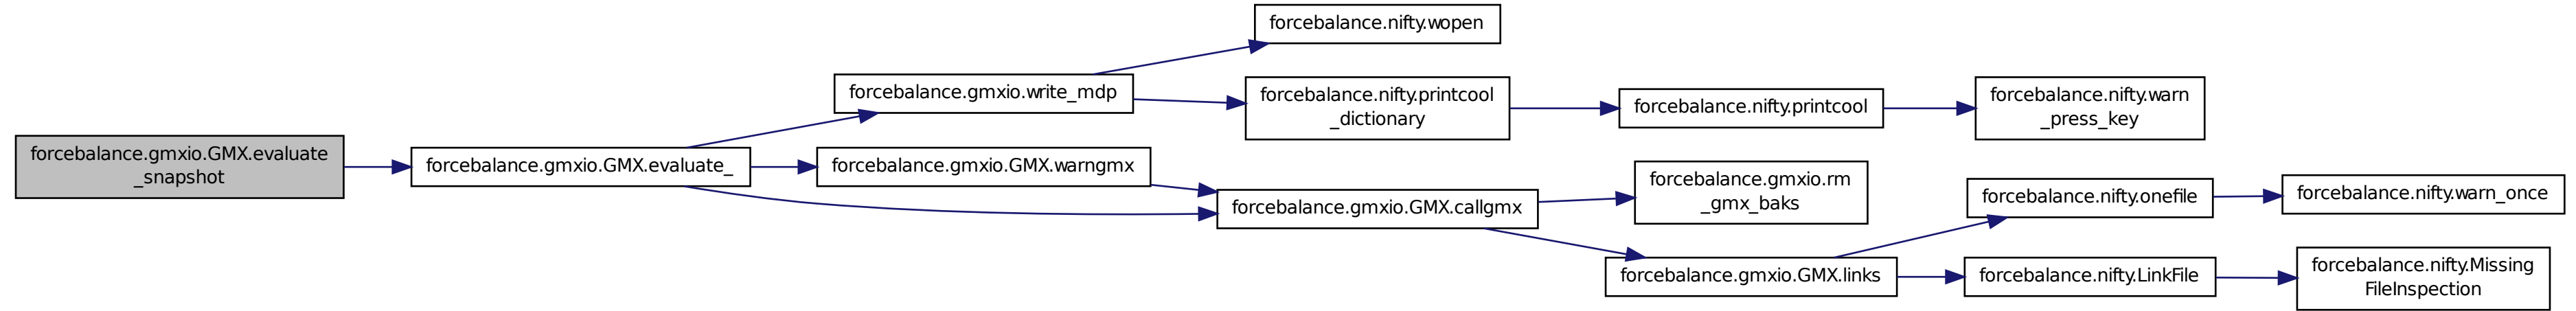 forcebalance.gmxio.GMX.evaluate
_snapshot
forcebalance.gmxio.GMX.evaluate_
forcebalance.gmxio.write_mdp
forcebalance.nifty.wopen
forcebalance.nifty.printcool
_dictionary
forcebalance.nifty.printcool
forcebalance.nifty.warn
_press_key
forcebalance.gmxio.GMX.warngmx
forcebalance.gmxio.GMX.callgmx
forcebalance.gmxio.rm
_gmx_baks
forcebalance.gmxio.GMX.links
forcebalance.nifty.onefile
forcebalance.nifty.warn_once
forcebalance.nifty.LinkFile
forcebalance.nifty.Missing
FileInspection